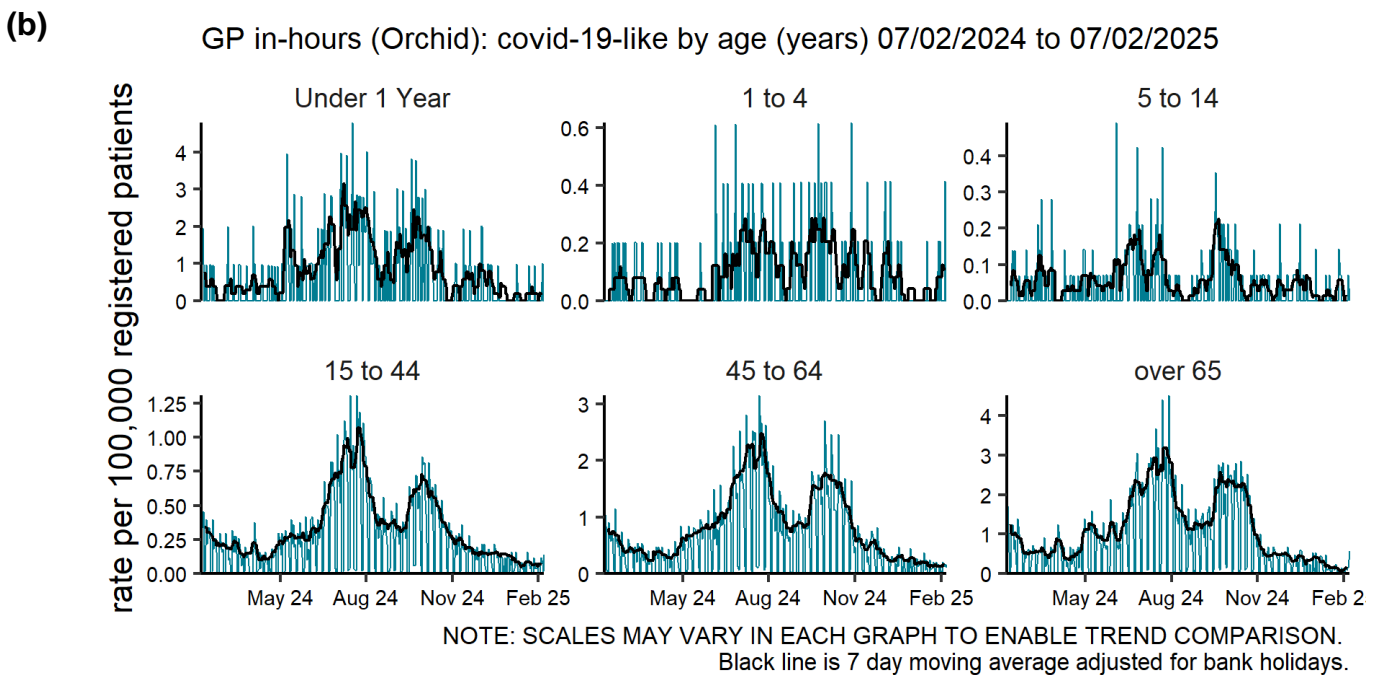 (b)
GP in-hours (Orchid): covid-19-like by age (years) 07/02/2024 to 07/02/2025
rate per 100,000 registered patients
Under 1 Year
4
3
2
1
0
1 to 4
0.6
0.4
0.2
0.0
5 to 14
0.4
0.3
0.2
0.1
0.0
15 to 44
1.25
1.00
0.75
0.50
0.25
0.00
May 24 Aug 24 Nov 24 Feb 25
45 to 64
3
2
1
0
May 24 Aug 24 Nov 24 Feb 25
over 65
4
3
2
1
0
May 24 Aug 24 Nov 24 Feb 2
NOTE: SCALES MAY VARY IN EACH GRAPH TO ENABLE TREND COMPARISON.
Black line is 7 day moving average adjusted for bank holidays.